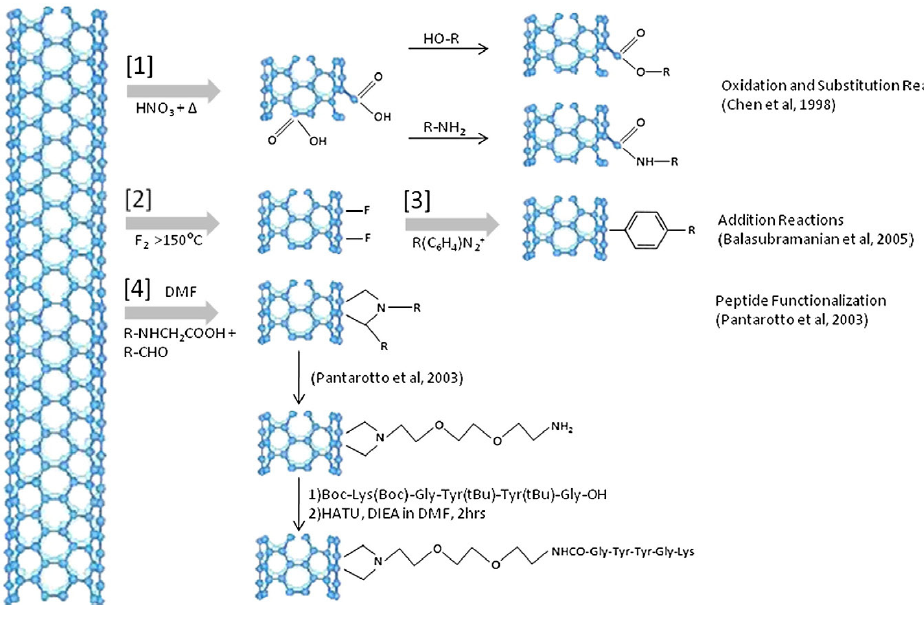 [1]
HNO₃ + Δ
O
OH
O
OH
HO-R
O
O—R
R-NH₂
O
NH—R
Oxidation and Substitution Rea
(Chen et al, 1998)
[2]
F₂ >150°C
F
F
[3]
R(C₆H₄)N₂⁺
R
Addition Reactions
(Balasubramanian et al, 2005)
[4] DMF
R-NHCH₂COOH +
R-CHO
N—R
R
Peptide Functionalization
(Pantarotto et al, 2003)
(Pantarotto et al, 2003)
N O O NH₂
1)Boc-Lys(Boc)-Gly-Tyr(tBu)-Tyr(tBu)-Gly-OH
2)HATU, DIEA in DMF, 2hrs
N O O NHCO-Gly-Tyr-Tyr-Gly-Lys